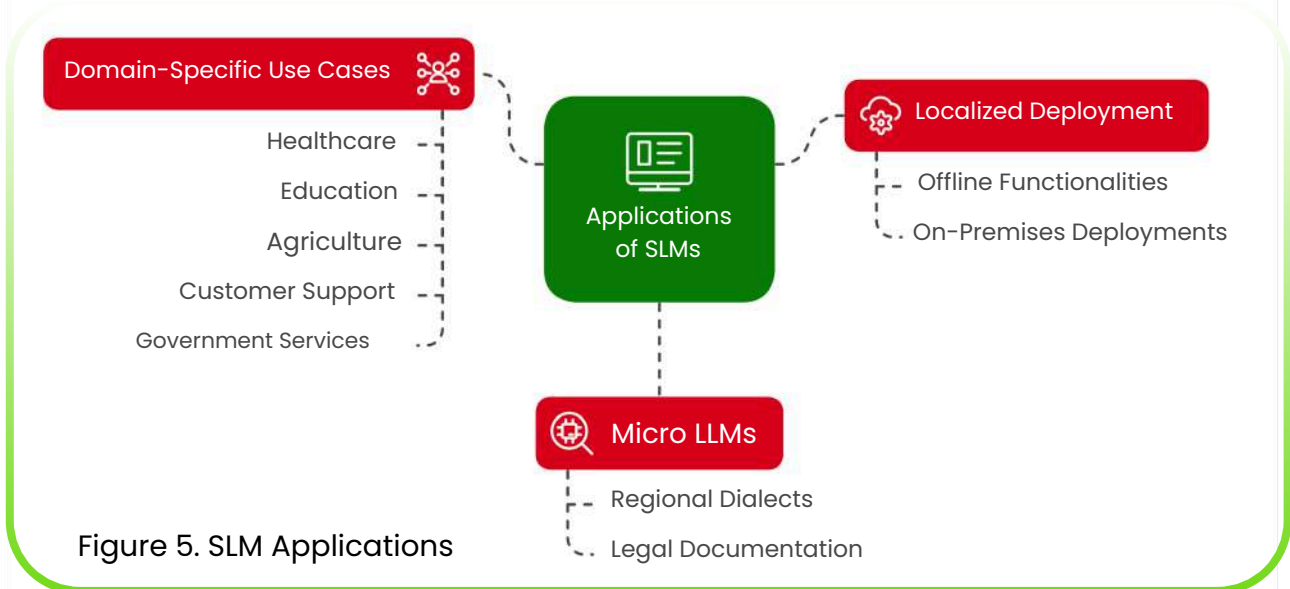 Domain-Specific Use Cases
Healthcare
Education
Agriculture
Customer Support
Government Services
Applications
of SLMs
Localized Deployment
Offline Functionalities
On-Premises Deployments
Micro LLMs
Regional Dialects
Legal Documentation
Figure 5. SLM Applications